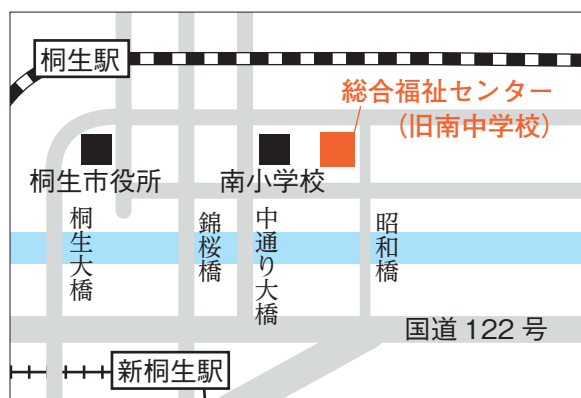 桐生駅
総合福祉センター
(旧南中学校)
桐生市役所
南小学校
桐生大橋
錦桜橋
中通り大橋
昭和橋
国道 122 号
新桐生駅